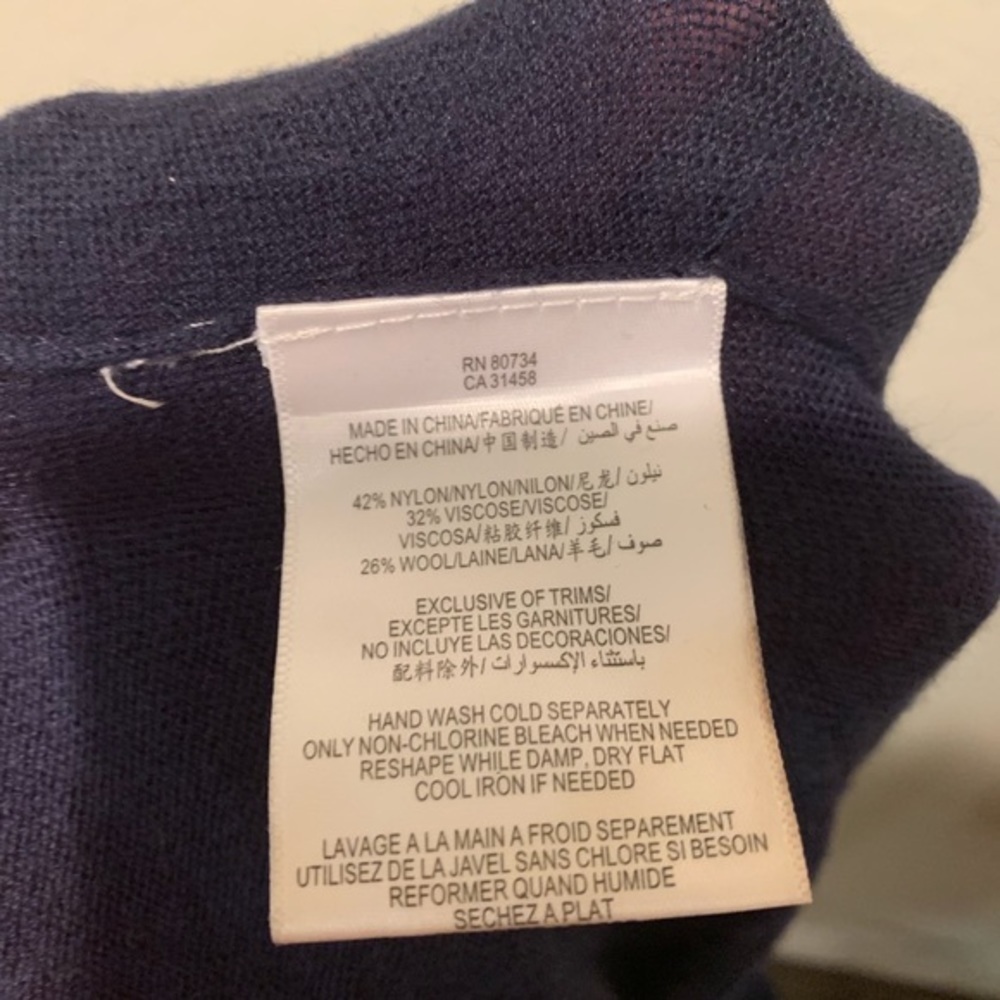 RN 80734
CA 31458
MADE IN CHINA/FABRIQUÉ EN CHINE/
HECHO EN CHINA/中国制造/ صنع في الصين
42% NYLON/NYLON/NILON/尼龙/ نيلون
32% VISCOSE/VISCOSE/
VISCOSA/粘胶纤维/ فسكوز
26% WOOL/LAINE/LANA/羊毛/ صوف
EXCLUSIVE OF TRIMS/
EXCEPTE LES GARNITURES/
NO INCLUYE LAS DECORACIONES/
配料除外/ باستثناء الإكسسوارات
HAND WASH COLD SEPARATELY
ONLY NON-CHLORINE BLEACH WHEN NEEDED
RESHAPE WHILE DAMP, DRY FLAT
COOL IRON IF NEEDED
LAVAGE A LA MAIN A FROID SEPAREMENT
UTILISEZ DE LA JAVEL SANS CHLORE SI BESOIN
REFORMER QUAND HUMIDE
SECHEZ A PLAT